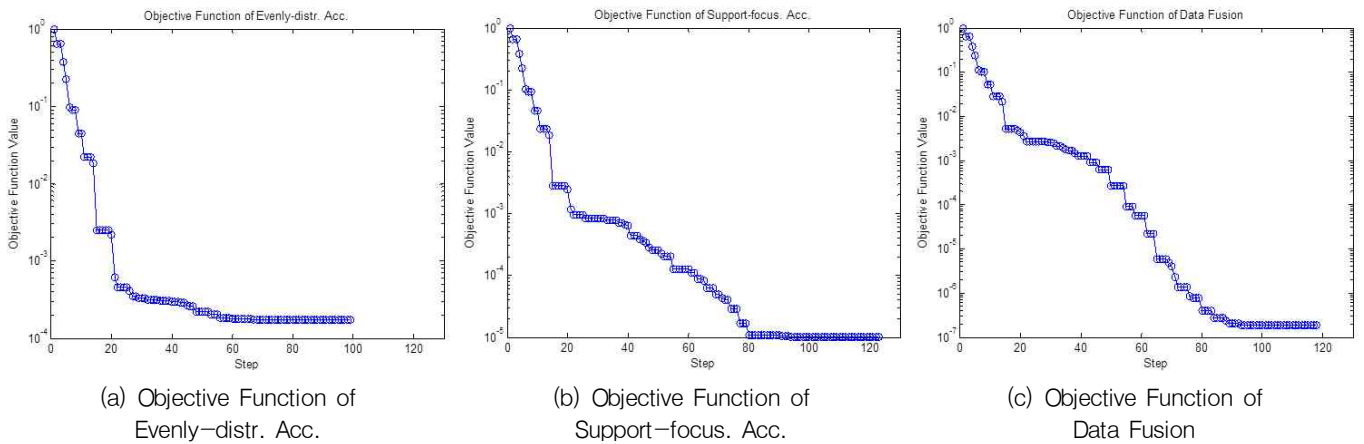 Objective Function of Evenly-distr. Acc.
10^0
10^-1
10^-2
10^-3
10^-4
Objective Function Value
0 20 40 60 80 100 120
Step
(a) Objective Function of
Evenly-distr. Acc.
Objective Function of Support-focus. Acc.
10^0
10^-1
10^-2
10^-3
10^-4
10^-5
Objective Function Value
0 20 40 60 80 100 120
Step
(b) Objective Function of
Support-focus. Acc.
Objective Function of Data Fusion
10^0
10^-1
10^-2
10^-3
10^-4
10^-5
10^-6
10^-7
Objective Function Value
0 20 40 60 80 100 120
Step
(c) Objective Function of
Data Fusion